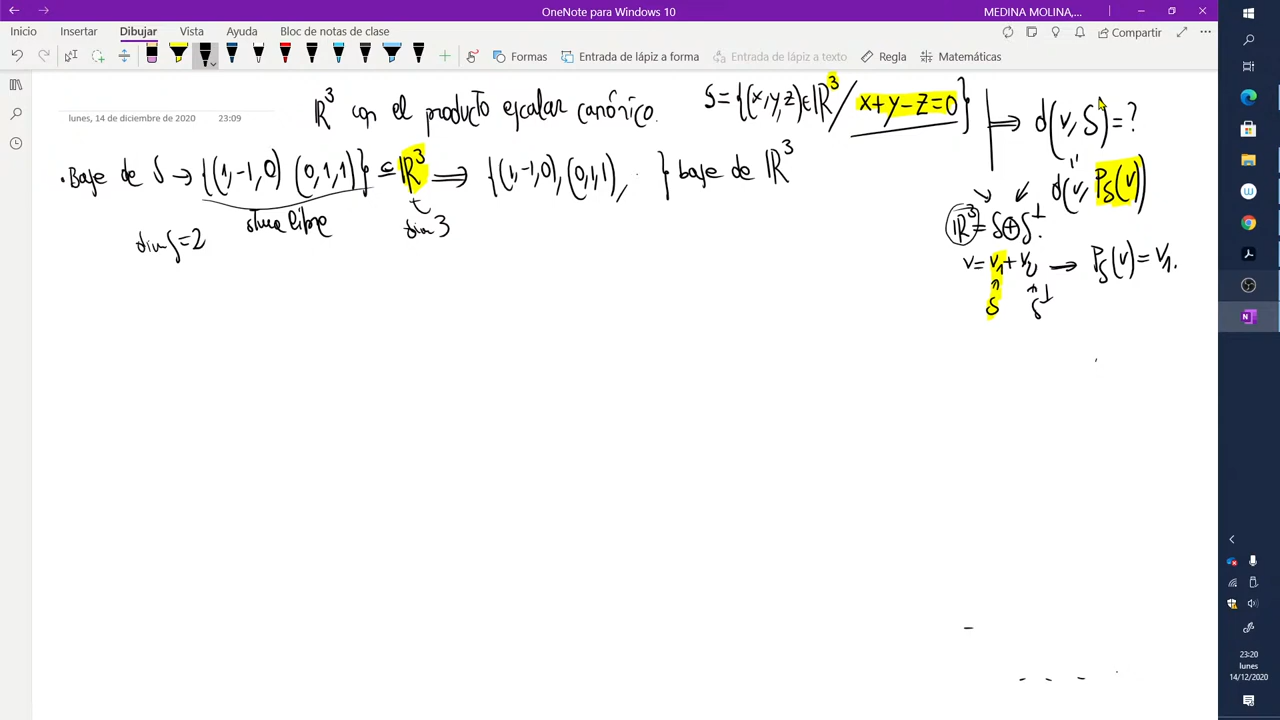 OneNote para Windows 10
MEDINA MOLINA,...
Inicio Insertar Dibujar Vista Ayuda Bloc de notas de clase
Compartir
Formas Entrada de lápiz a forma Entrada de lápiz a texto Regla Matemáticas
lunes, 14 de diciembre de 2020 23:09
ℝ³ con el producto escalar canónico. S={(x,y,z)∈ℝ³/x+y-z=0} ⟹ d(v,S)=?
d(v, P_S(v))
· Base de S → {(1,-1,0) (0,1,1)} ⊆ ℝ³ ⟹ {(1,-1,0),(0,1,1), } base de ℝ³
dim S=2
dim 3
ℝ³ = S⊕S^⊥.
v = v₁ + v₂ → P_S(v) = v₁.
S S^⊥
23:20
lunes
14/12/2020